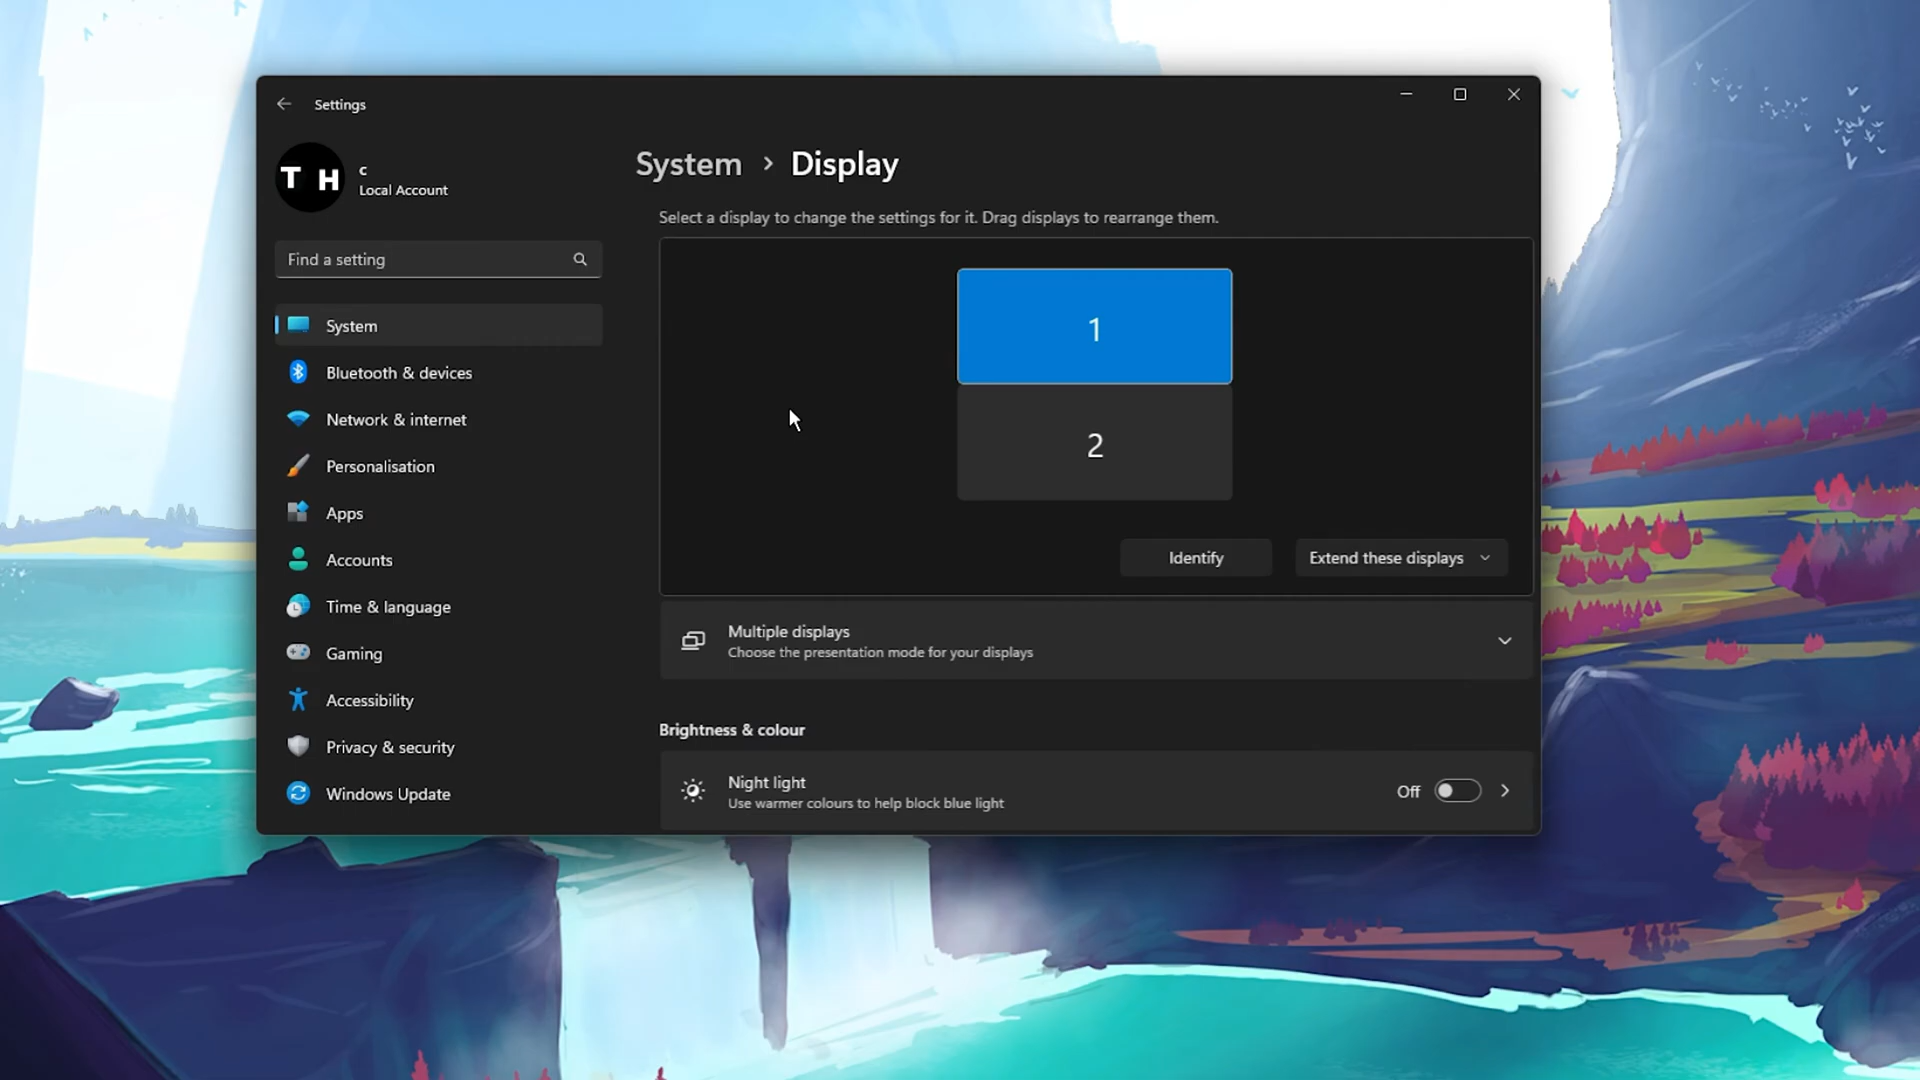 Settings
T H
c
Local Account
Find a setting
System
Bluetooth & devices
Network & internet
Personalisation
Apps
Accounts
Time & language
Gaming
Accessibility
Privacy & security
Windows Update
System > Display
Select a display to change the settings for it. Drag displays to rearrange them.
1
2
Identify
Extend these displays
Multiple displays
Choose the presentation mode for your displays
Brightness & colour
Night light
Use warmer colours to help block blue light
Off